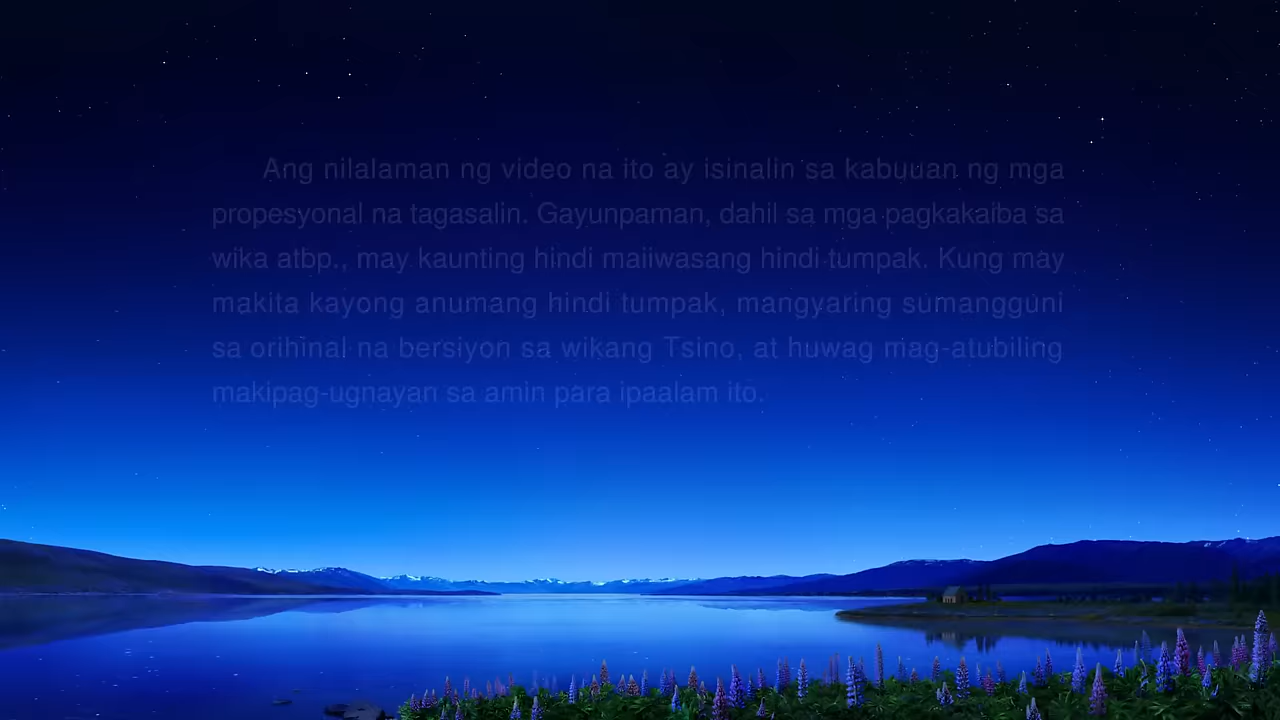 Ang nilalaman ng video na ito ay isinalin sa kabuuan ng mga
propesyonal na tagasalin. Gayunpaman, dahil sa mga pagkakaiba sa
wika atbp., may kaunting hindi maiiwasang hindi tumpak. Kung may
makita kayong anumang hindi tumpak, mangyaring sumangguni
sa orihinal na bersiyon sa wikang Tsino, at huwag mag-atubiling
makipag-ugnayan sa amin para ipaalam ito.